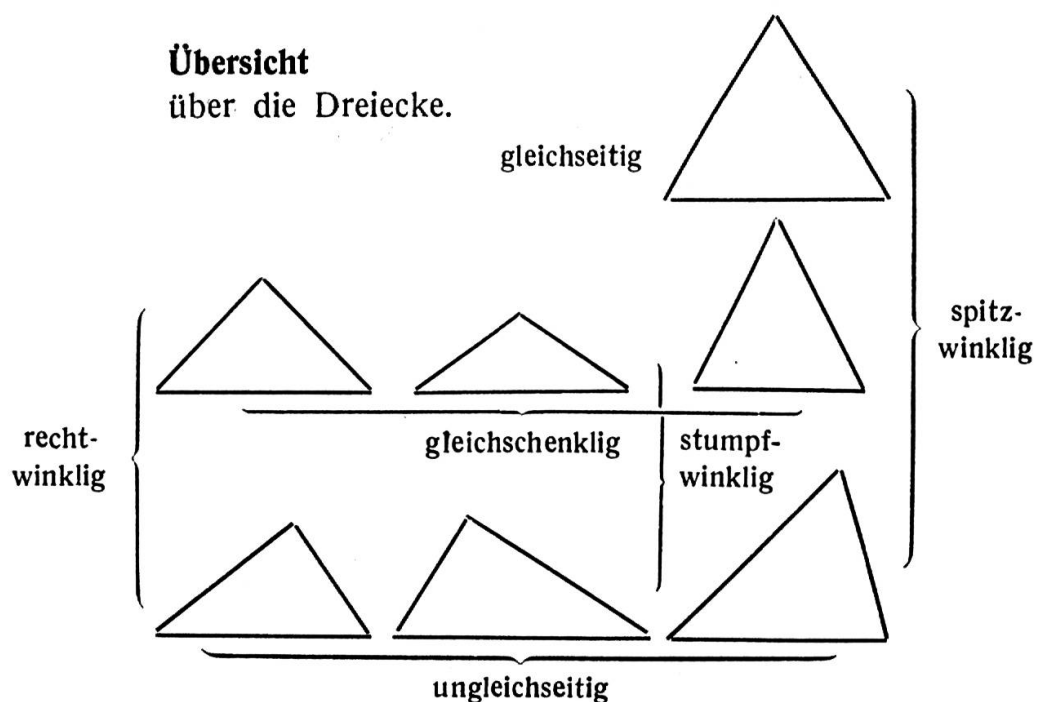 Übersicht
über die Dreiecke.
gleichseitig
spitz-
winklig
recht-
winklig
gleichschenklig
stumpf-
winklig
ungleichseitig